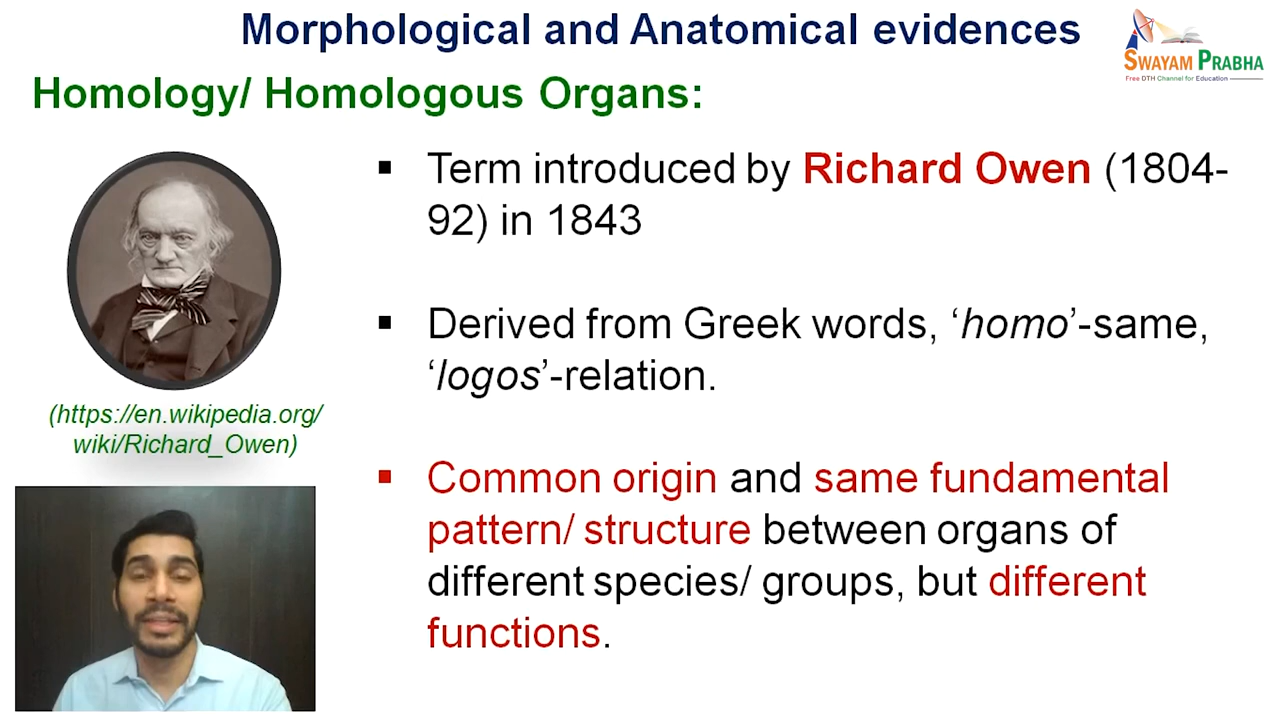 Morphological and Anatomical evidences
SWAYAM PRABHA
Free DTH Channel for Education
Homology/ Homologous Organs:
▪ Term introduced by Richard Owen (1804-
92) in 1843
▪ Derived from Greek words, ‘homo’-same,
‘logos’-relation.
(https://en.wikipedia.org/
wiki/Richard_Owen)
▪ Common origin and same fundamental
pattern/ structure between organs of
different species/ groups, but different
functions.